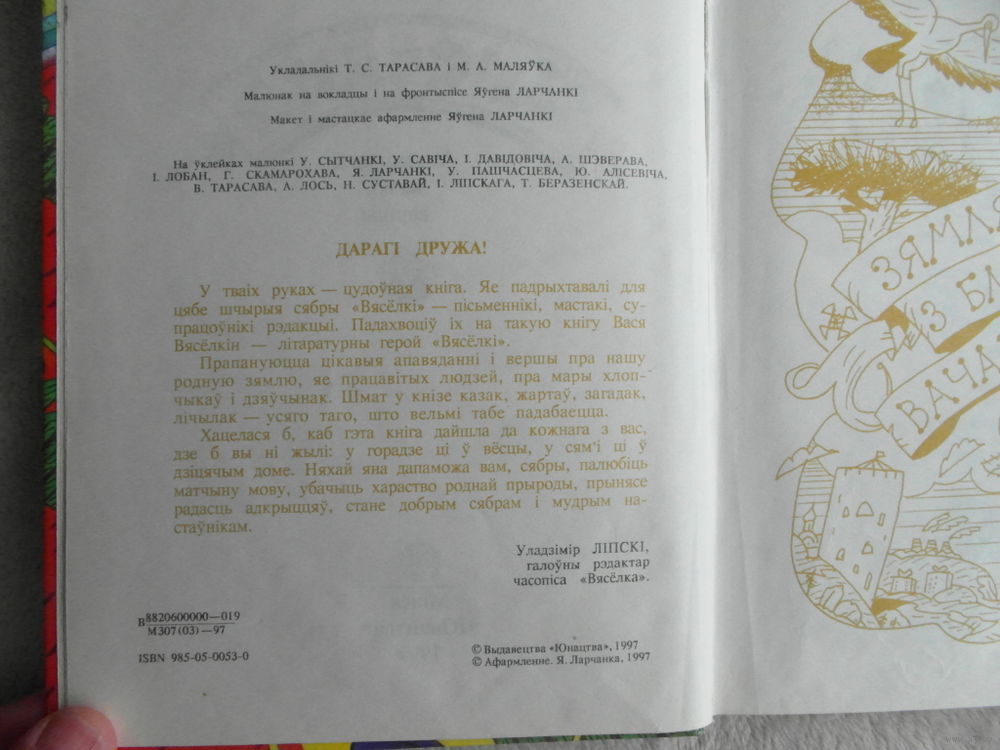 Укладальнікі Т. С. ТАРАСАВА і М. А. МАЛЯЎКА
Малюнак на вокладцы і на фронтыспісе Яўгена ЛАРЧАНКІ
Макет і мастацкае афармленне Яўгена ЛАРЧАНКІ
На ўклейках малюнкі У. СЫТЧАНКІ, У. САВІЧА, І. ДАВІДОВІЧА, А. ШЭВЕРАВА,
І. ЛОБАН, Г. СКАМАРОХАВА, Я. ЛАРЧАНКІ, У. ПАШЧАСЦЕВА, Ю. АЛІСЕВІЧА,
В. ТАРАСАВА, А. ЛОСЬ, Н. СУСТАВАЙ, І. ЛІПСКАГА, Т. БЕРАЗЕНСКАЙ.
ДАРАГІ ДРУЖА!
У тваіх руках — цудоўная кніга. Яе падрыхтавалі для
цябе шчырыя сябры «Вясёлкі» — пісьменнікі, мастакі, су-
працоўнікі рэдакцыі. Падахвоціў іх на такую кнігу Вася
Вясёлкін — літаратурны герой «Вясёлкі».
Прапануюцца цікавыя апавяданні і вершы пра нашу
родную зямлю, яе працавітых людзей, пра мары хлоп-
чыкаў і дзяўчынак. Шмат у кнізе казак, жартаў, загадак,
лічылак — усяго таго, што вельмі табе падабаецца.
Хацелася б, каб гэта кніга дайшла да кожнага з вас,
дзе б вы ні жылі: у горадзе ці ў вёсцы, у сям'і ці ў
дзіцячым доме. Няхай яна дапаможа вам, сябры, палюбіць
матчыну мову, убачыць хараство роднай прыроды, прынясе
радасць адкрыццяў, стане добрым сябрам і мудрым на-
стаўнікам.
Уладзімір ЛІПСКІ,
галоўны рэдактар
часопіса «Вясёлка».
В 8820600000—019
М307(03)—97
ISBN 985-05-0053-0
© Выдавецтва «Юнацтва», 1997
© Афармленне. Я. Ларчанка, 1997
ЗЯМЛЯ
З БЛ
ВАЧА